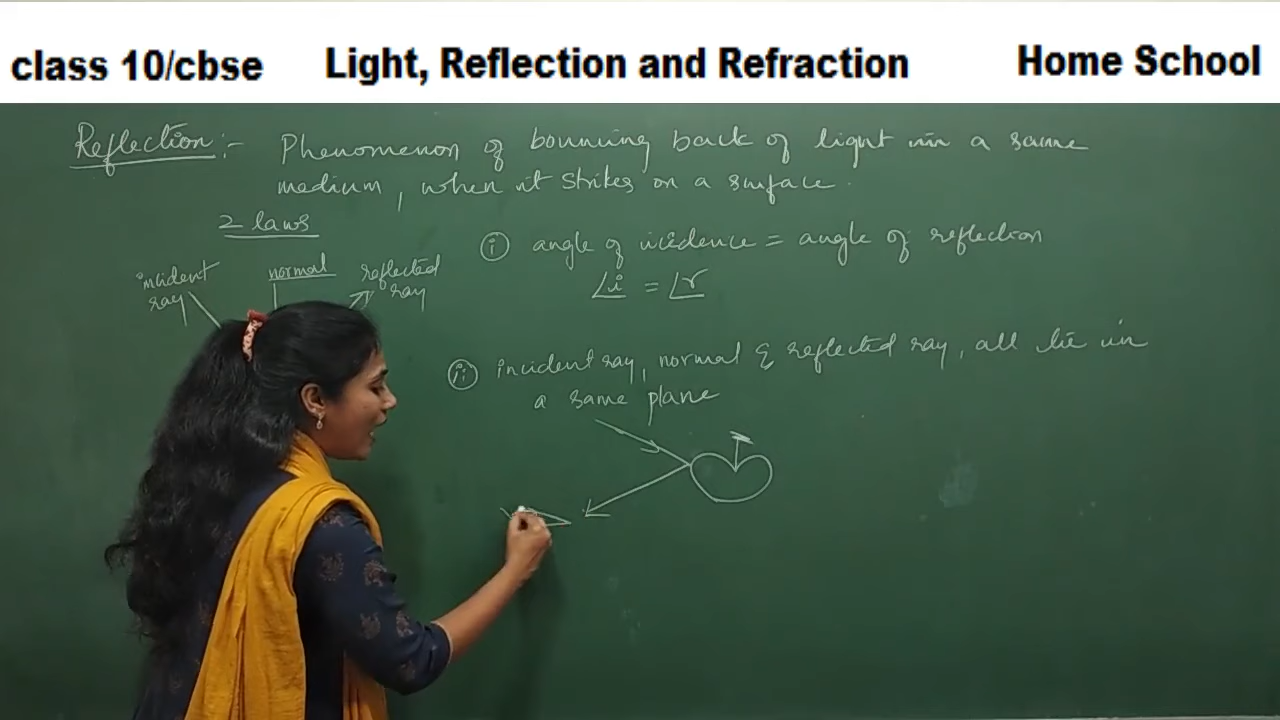 class 10/cbse Light, Reflection and Refraction Home School
Reflection:- Phenomenon of bouncing back of light in a same
medium, when it strikes on a surface.
2 laws
incident ray
normal
reflected ray
(i) angle of incidence = angle of reflection
∠i = ∠r
(ii) incident ray, normal & reflected ray, all lie in
a same plane